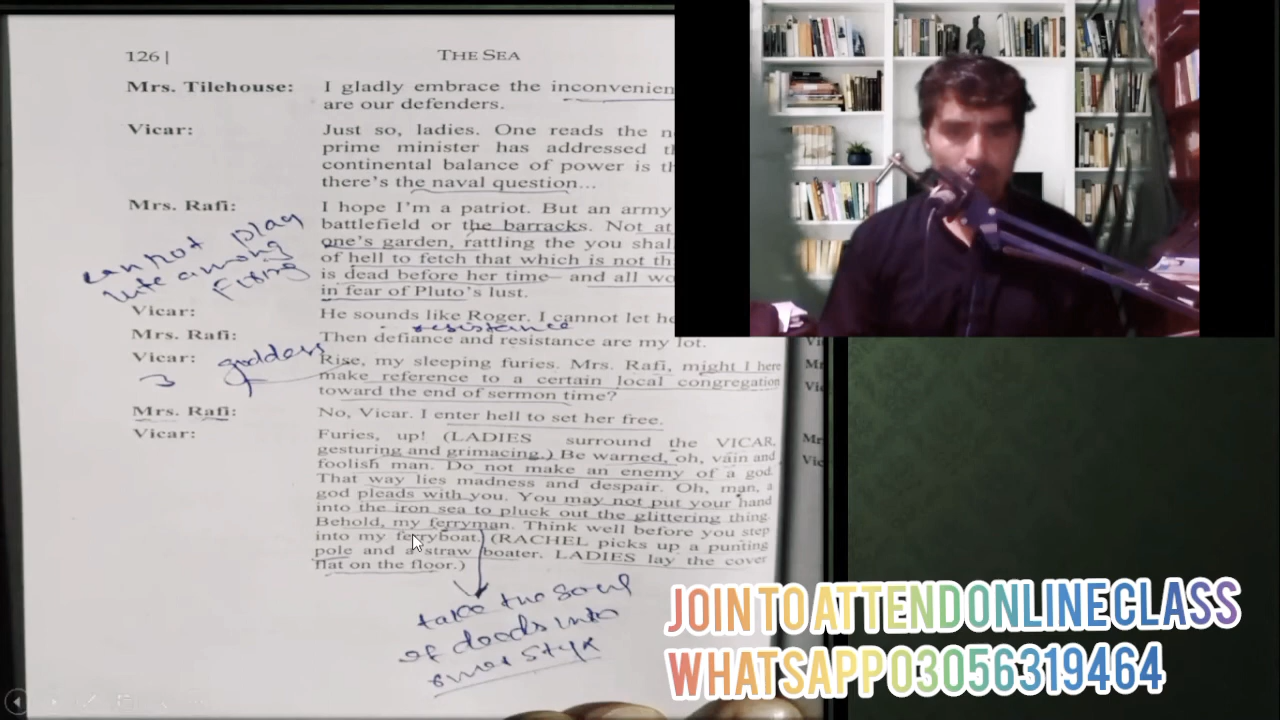 126 |
THE SEA
Mrs. Tilehouse: I gladly embrace the inconvenien
are our defenders.
Vicar: Just so, ladies. One reads the n
prime minister has addressed th
continental balance of power is th
there's the naval question...
Mrs. Rafi: I hope I'm a patriot. But an army
battlefield or the barracks. Not at
one's garden, rattling the you shal
of hell to fetch that which is not th
is dead before her time— and all wo
in fear of Pluto's lust.
cannot play
lute among
Firing
Vicar: He sounds like Roger. I cannot let he
resistance
Mrs. Rafi: Then defiance and resistance are my lot.
Vicar: Rise, my sleeping furies. Mrs. Rafi, might I here
make reference to a certain local congregation
toward the end of sermon time?
goddess
Mrs. Rafi: No, Vicar. I enter hell to set her free.
Vicar: Furies, up! (LADIES surround the VICAR,
gesturing and grimacing.) Be warned, oh, vain and
foolish man. Do not make an enemy of a god.
That way lies madness and despair. Oh, man, a
god pleads with you. You may not put your hand
into the iron sea to pluck out the glittering thing.
Behold, my ferryman. Think well before you step
into my ferryboat. (RACHEL picks up a punting
pole and a straw boater. LADIES lay the cover
flat on the floor.)
take the soul
of deads into
Styx
Mr
Vic
Mr
Vic
JOIN TO ATTEND ONLINE CLASS
WHATSAPP 03056319464